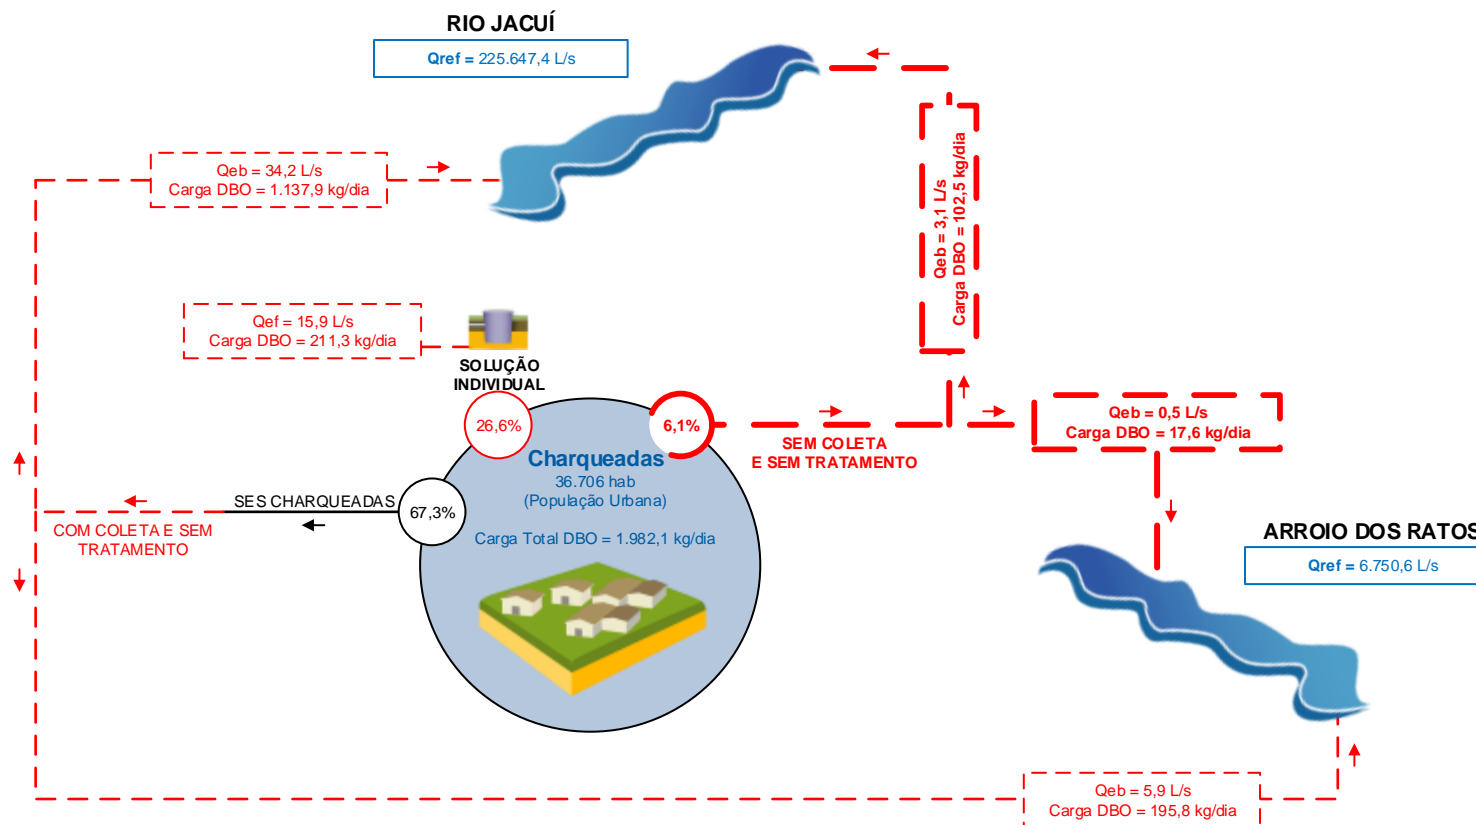 RIO JACUÍ
Qref = 225.647,4 L/s
Qeb = 34,2 L/s
Carga DBO = 1.137,9 kg/dia
Qeb = 3,1 L/s
Carga DBO = 102,5 kg/dia
Qef = 15,9 L/s
Carga DBO = 211,3 kg/dia
SOLUÇÃO
INDIVIDUAL
26,6%
6,1%
SEM COLETA
E SEM TRATAMENTO
Qeb = 0,5 L/s
Carga DBO = 17,6 kg/dia
Charqueadas
36.706 hab
(População Urbana)
Carga Total DBO = 1.982,1 kg/dia
67,3%
SES CHARQUEADAS
COM COLETA E SEM
TRATAMENTO
ARROIO DOS RATOS
Qref = 6.750,6 L/s
Qeb = 5,9 L/s
Carga DBO = 195,8 kg/dia